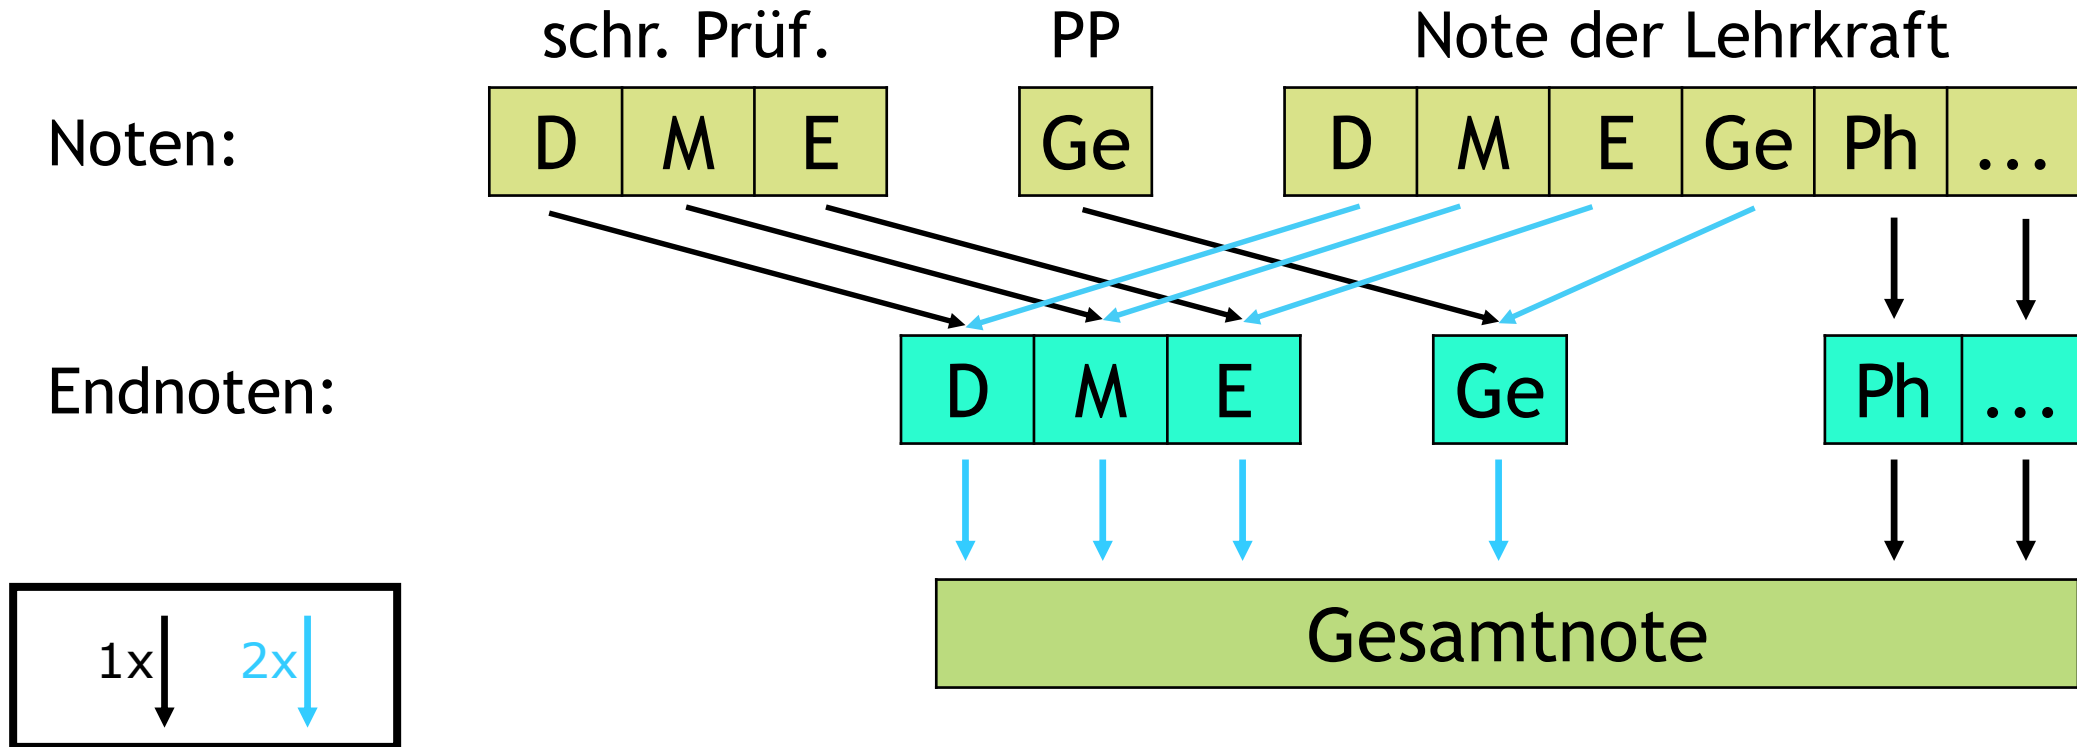 schr. Prüf. PP Note der Lehrkraft
Noten: D M E Ge D M E Ge Ph ...
Endnoten: D M E Ge Ph ...
Gesamtnote
1x 2x